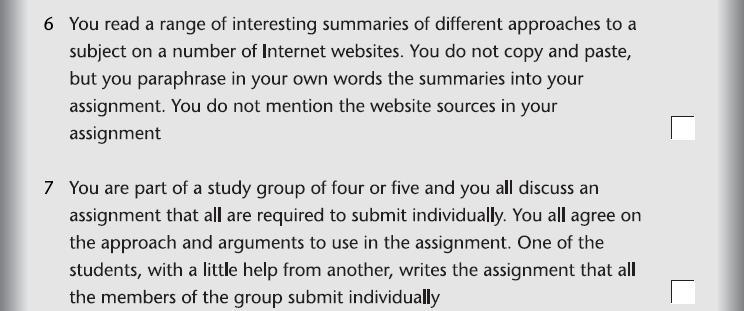 6 You read a range of interesting summaries of different approaches to a
subject on a number of Internet websites. You do not copy and paste,
but you paraphrase in your own words the summaries into your
assignment. You do not mention the website sources in your
assignment
7 You are part of a study group of four or five and you all discuss an
assignment that all are required to submit individually. You all agree on
the approach and arguments to use in the assignment. One of the
students, with a little help from another, writes the assignment that all
the members of the group submit individually